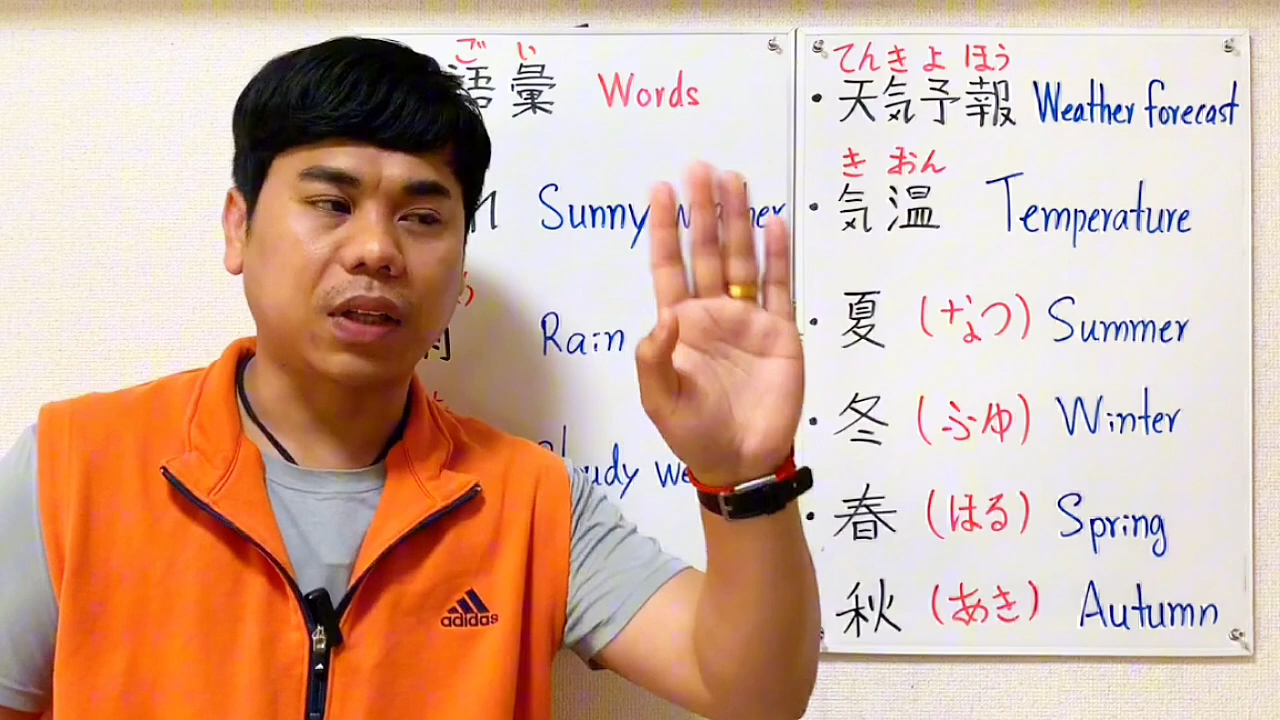 ごい
語彙 Words
Sunny
Rain
てんきよほう
・天気予報 Weather forecast
きおん
・気温 Temperature
・夏 (なつ) Summer
・冬 (ふゆ) Winter
・春 (はる) Spring
秋 (あき) Autumn
adidas